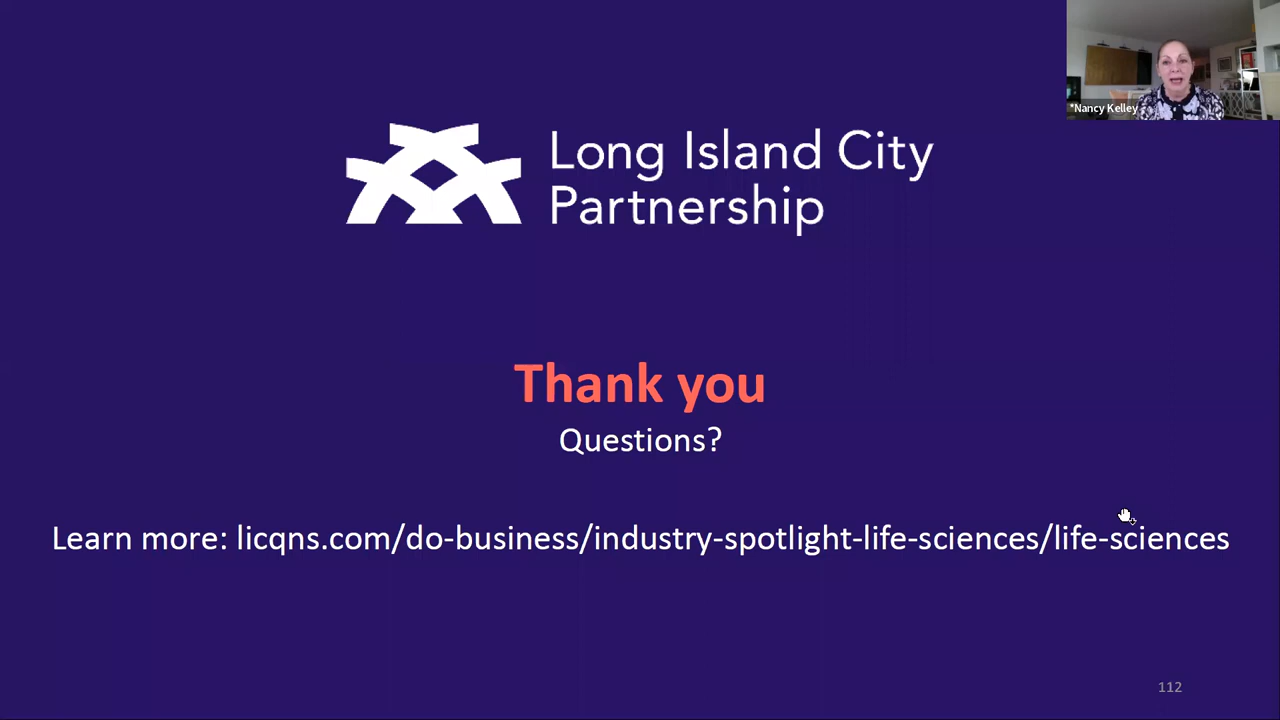 *Nancy Kelley
Long Island City
Partnership
Thank you
Questions?
Learn more: licqns.com/do-business/industry-spotlight-life-sciences/life-sciences
112